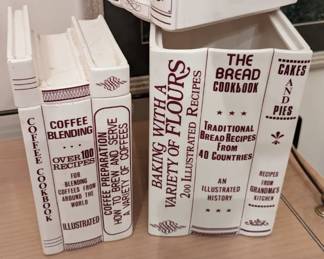 COFFEE COOKBOOK
COFFEE
BLENDING
...
OVER 100
RECIPES
FOR
BLENDING
COFFEES FROM
AROUND THE
WORLD
ILLUSTRATED
COFFEE PREPARATION
HOW TO BREW AND SERVE
A VARIETY OF COFFEES
BAKING WITH A
VARIETY OF FLOURS
200 ILLUSTRATED RECIPES
THE
BREAD
COOKBOOK
TRADITIONAL
BREAD RECIPES
FROM
40 COUNTRIES
AN
ILLUSTRATED
HISTORY
CAKES
AND
PIES
RECIPES
FROM
GRANDMA'S
KITCHEN